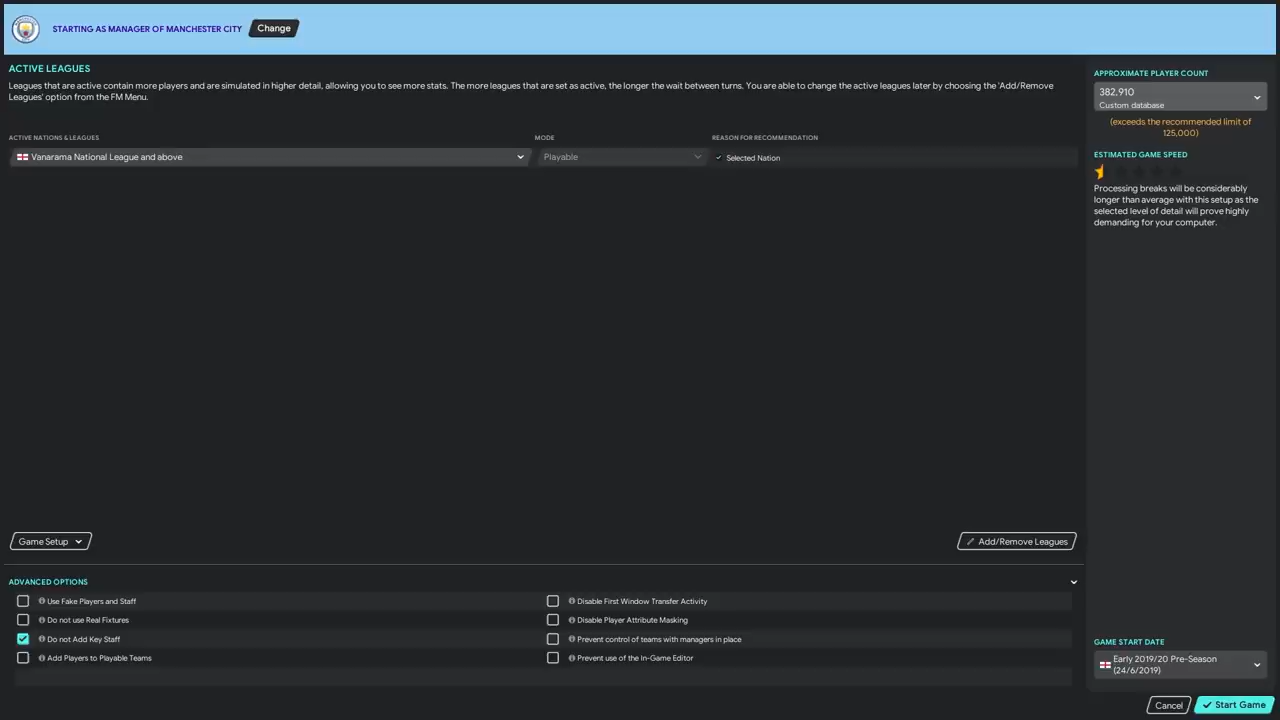 STARTING AS MANAGER OF MANCHESTER CITY
Change
ACTIVE LEAGUES
Leagues that are active contain more players and are simulated in higher detail, allowing you to see more stats. The more leagues that are set as active, the longer the wait between turns. You are able to change the active leagues later by choosing the 'Add/Remove
Leagues' option from the FM Menu.
ACTIVE NATIONS & LEAGUES
MODE
REASON FOR RECOMMENDATION
Vanarama National League and above
Playable
Selected Nation
APPROXIMATE PLAYER COUNT
382,910
Custom database
(exceeds the recommended limit of
125,000)
ESTIMATED GAME SPEED
Processing breaks will be considerably
longer than average with this setup as the
selected level of detail will prove highly
demanding for your computer.
Game Setup
Add/Remove Leagues
ADVANCED OPTIONS
Use Fake Players and Staff
Disable First Window Transfer Activity
Do not use Real Fixtures
Disable Player Attribute Masking
Do not Add Key Staff
Prevent control of teams with managers in place
Add Players to Playable Teams
Prevent use of the In-Game Editor
GAME START DATE
Early 2019/20 Pre-Season
(24/6/2019)
Cancel
Start Game